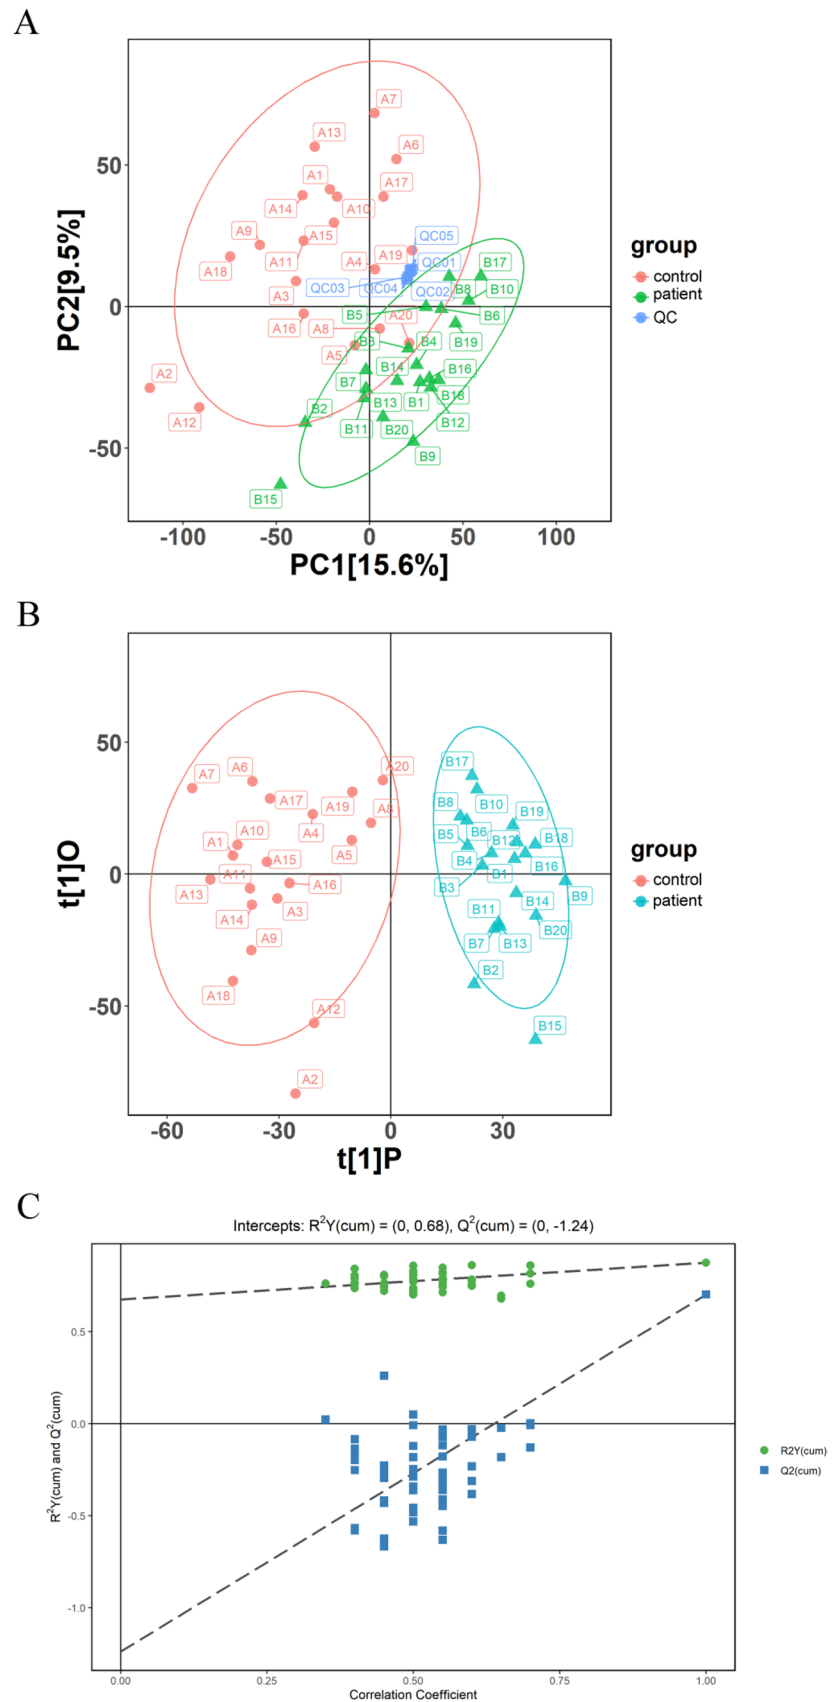 A
A7
A13
A6
50
A1
A17
A14
A10
A9
A15
QC05
A11
A4
A19
QC01
B17
A18
QC03
QC04
QC02
B8
B10
A3
0
B5
B6
A16
A8
A20
B3
B4
B19
A5
B14
B16
A2
B7
B18
B2
B13
B1
A12
B11
B20
B12
-50
B9
B15
-100
-50
0
50
100
PC1[15.6%]
PC2[9.5%]
group
control
patient
QC
B
50
A7
A6
A20
B17
A17
A19
B8
B10
A10
A4
A8
B19
A1
B5
B6
B12
B18
A15
A5
B4
B16
0
A13
A11
A16
B3
B1
B9
A14
A3
B11
B14
A9
B7
B13
B20
A18
B2
-50
A12
B15
A2
-60
-30
0
30
t[1]P
t[1]O
group
control
patient
C
Intercepts: R²Y(cum) = (0, 0.68), Q²(cum) = (0, -1.24)
0.5
0.0
-0.5
-1.0
R²Y(cum) and Q²(cum)
0.00
0.25
0.50
0.75
1.00
Correlation Coefficient
R2Y(cum)
Q2(cum)